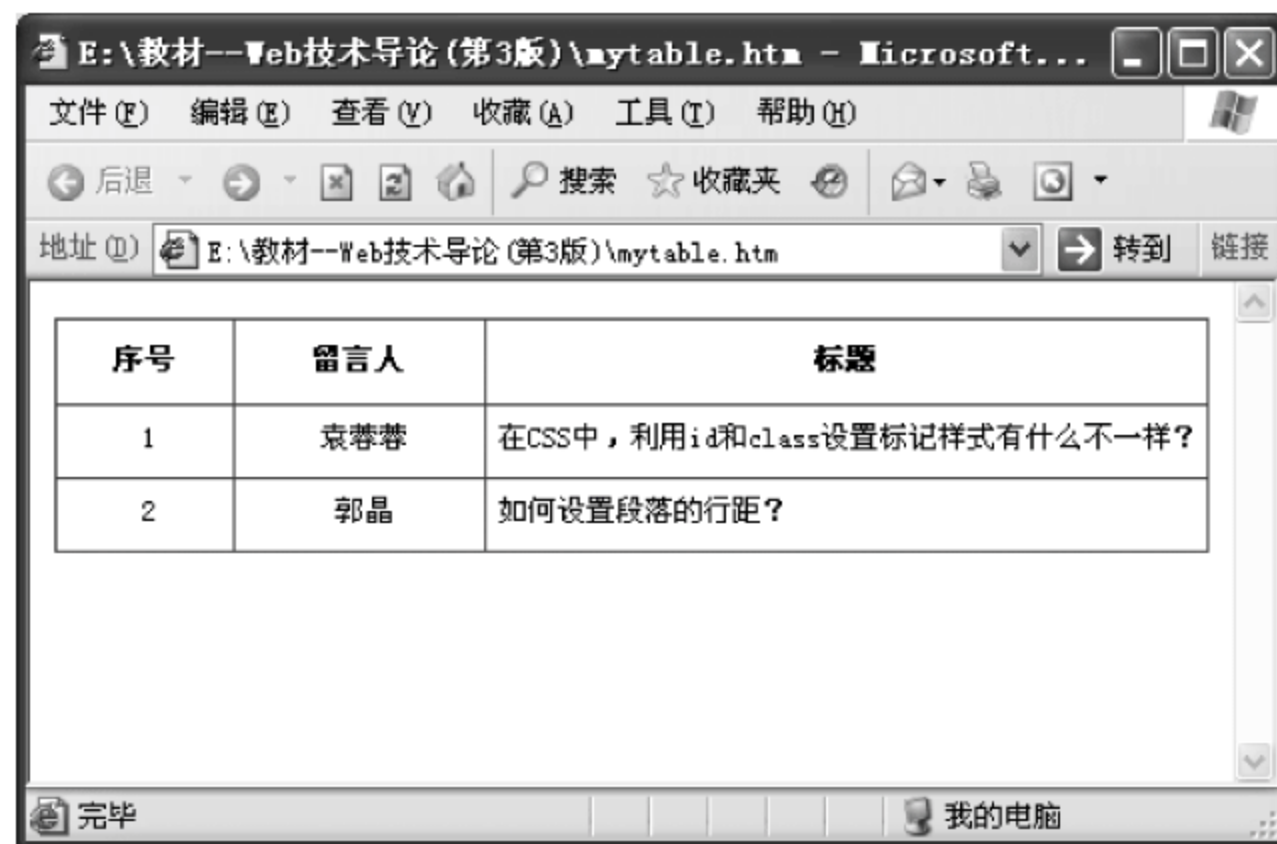 E:\教材--Web技术导论(第3版)\mytable.htm - Microsoft...
文件(F) 编辑(E) 查看(V) 收藏(A) 工具(T) 帮助(H)
后退 搜索 收藏夹
地址(D) E:\教材--Web技术导论(第3版)\mytable.htm 转到 链接
序号 留言人 标题
1 袁蓉蓉 在CSS中，利用id和class设置标记样式有什么不一样？
2 郭晶 如何设置段落的行距？
完毕 我的电脑